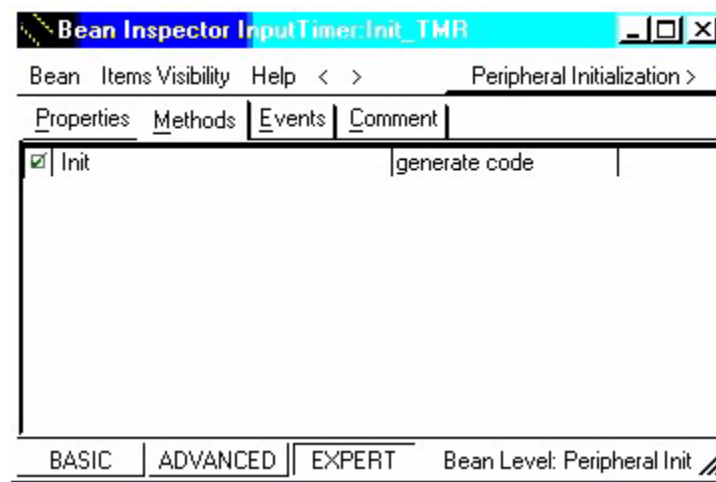 Bean Inspector InputTimer:Init_TMR
Bean Items Visibility Help < > Peripheral Initialization >
Properties Methods Events Comment
Init generate code
BASIC ADVANCED EXPERT Bean Level: Peripheral Init